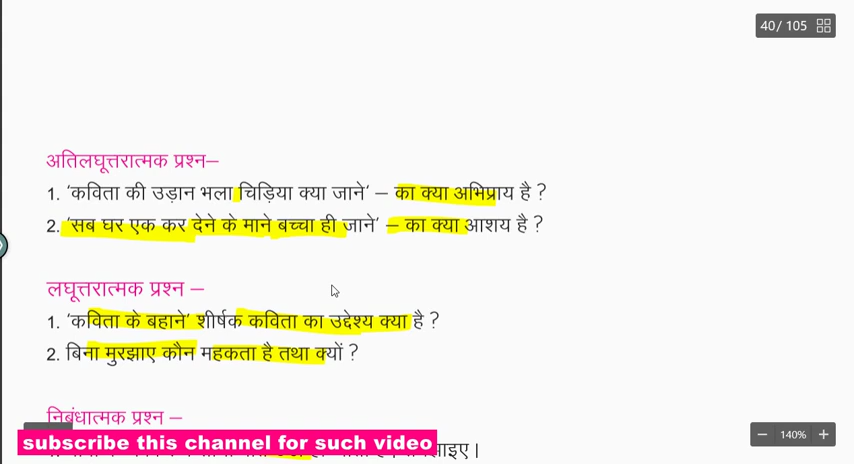 40/ 105
अतिलघूत्तरात्मक प्रश्न–
1. 'कविता की उड़ान भला चिड़िया क्या जाने' – का क्या अभिप्राय है ?
2. 'सब घर एक कर देने के माने बच्चा ही जाने' – का क्या आशय है ?
लघूत्तरात्मक प्रश्न –
1. 'कविता के बहाने' शीर्षक कविता का उद्देश्य क्या है ?
2. बिना मुरझाए कौन महकता है तथा क्यों ?
निबंधात्मक प्रश्न –
subscribe this channel for such video
140%